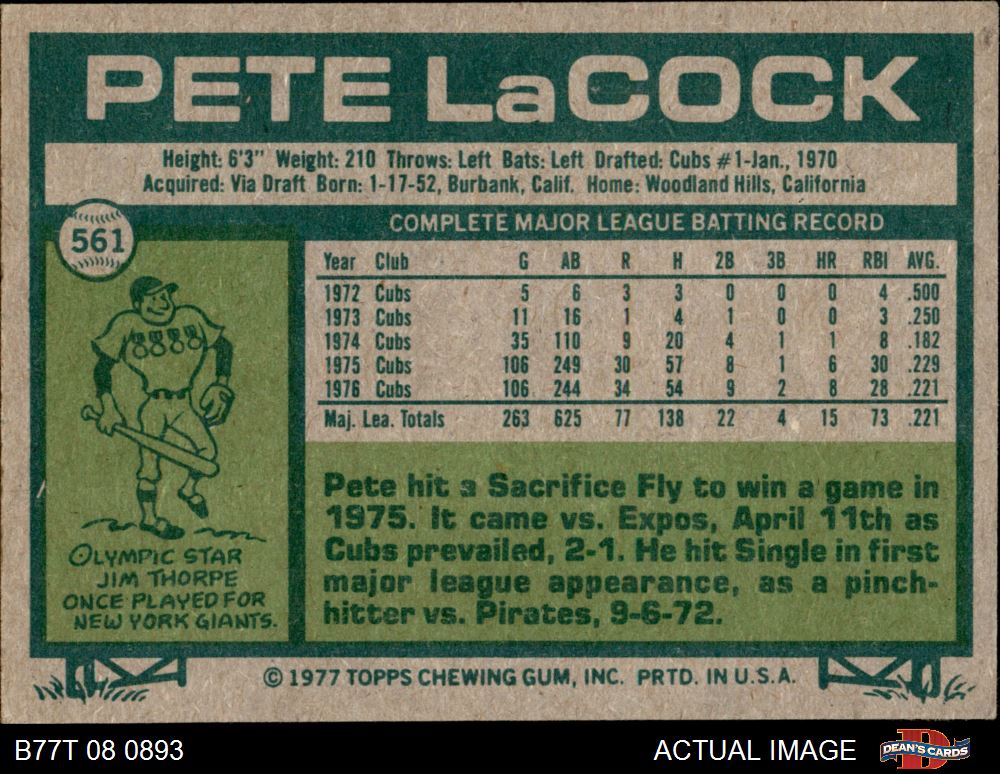 PETE LaCOCK
Height: 6'3" Weight: 210 Throws: Left Bats: Left Drafted: Cubs #1-Jan., 1970
Acquired: Via Draft Born: 1-17-52, Burbank, Calif. Home: Woodland Hills, California
561
COMPLETE MAJOR LEAGUE BATTING RECORD
Year Club G AB R H 2B 3B HR RBI AVG.
1972 Cubs 5 6 3 3 0 0 0 4 .500
1973 Cubs 11 16 1 4 1 0 0 3 .250
1974 Cubs 35 110 9 20 4 1 1 8 .182
1975 Cubs 106 249 30 57 8 1 6 30 .229
1976 Cubs 106 244 34 54 9 2 8 28 .221
Maj. Lea. Totals 263 625 77 138 22 4 15 73 .221
OLYMPIC STAR
JIM THORPE
ONCE PLAYED FOR
NEW YORK GIANTS.
Pete hit a Sacrifice Fly to win a game in
1975. It came vs. Expos, April 11th as
Cubs prevailed, 2-1. He hit Single in first
major league appearance, as a pinch-
hitter vs. Pirates, 9-6-72.
© 1977 TOPPS CHEWING GUM, INC. PRTD. IN U.S.A.
B77T 08 0893
ACTUAL IMAGE
DEAN'S CARDS